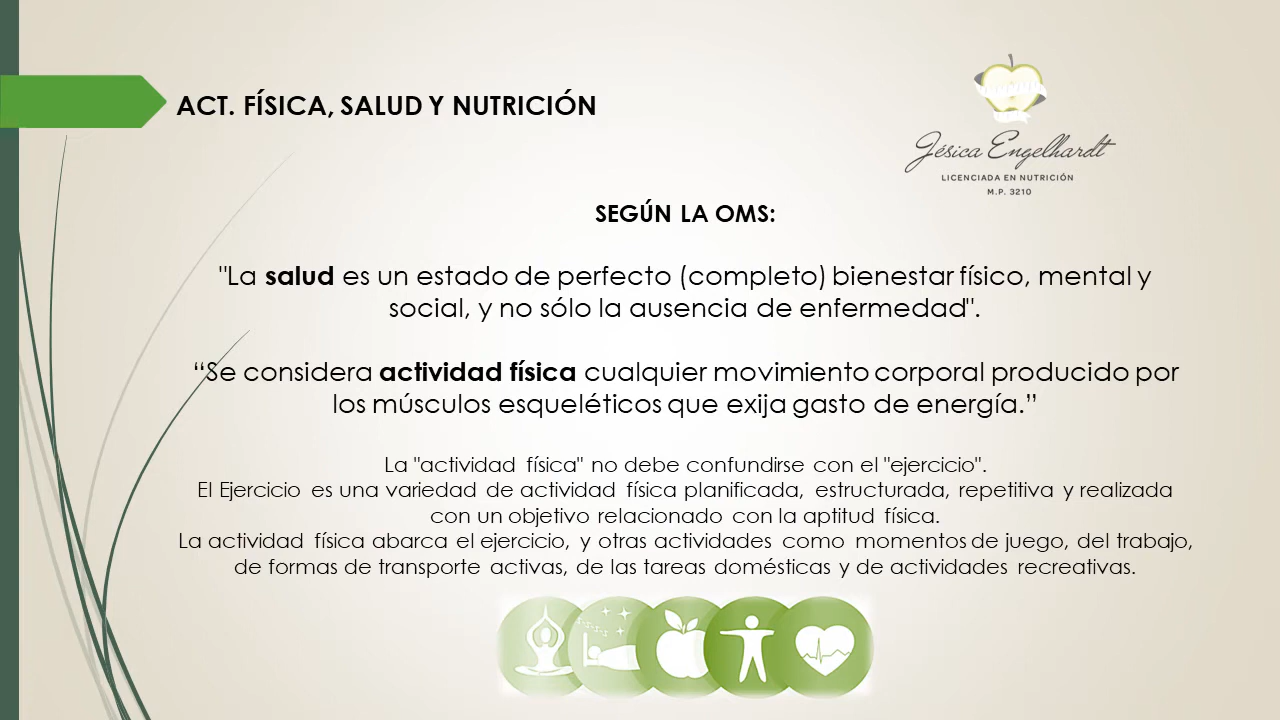 ACT. FÍSICA, SALUD Y NUTRICIÓN
Jésica Engelhardt
LICENCIADA EN NUTRICIÓN
M.P. 3210
SEGÚN LA OMS:
"La salud es un estado de perfecto (completo) bienestar físico, mental y
social, y no sólo la ausencia de enfermedad".
“Se considera actividad física cualquier movimiento corporal producido por
los músculos esqueléticos que exija gasto de energía.”
La "actividad física" no debe confundirse con el "ejercicio".
El Ejercicio es una variedad de actividad física planificada, estructurada, repetitiva y realizada
con un objetivo relacionado con la aptitud física.
La actividad física abarca el ejercicio, y otras actividades como momentos de juego, del trabajo,
de formas de transporte activas, de las tareas domésticas y de actividades recreativas.